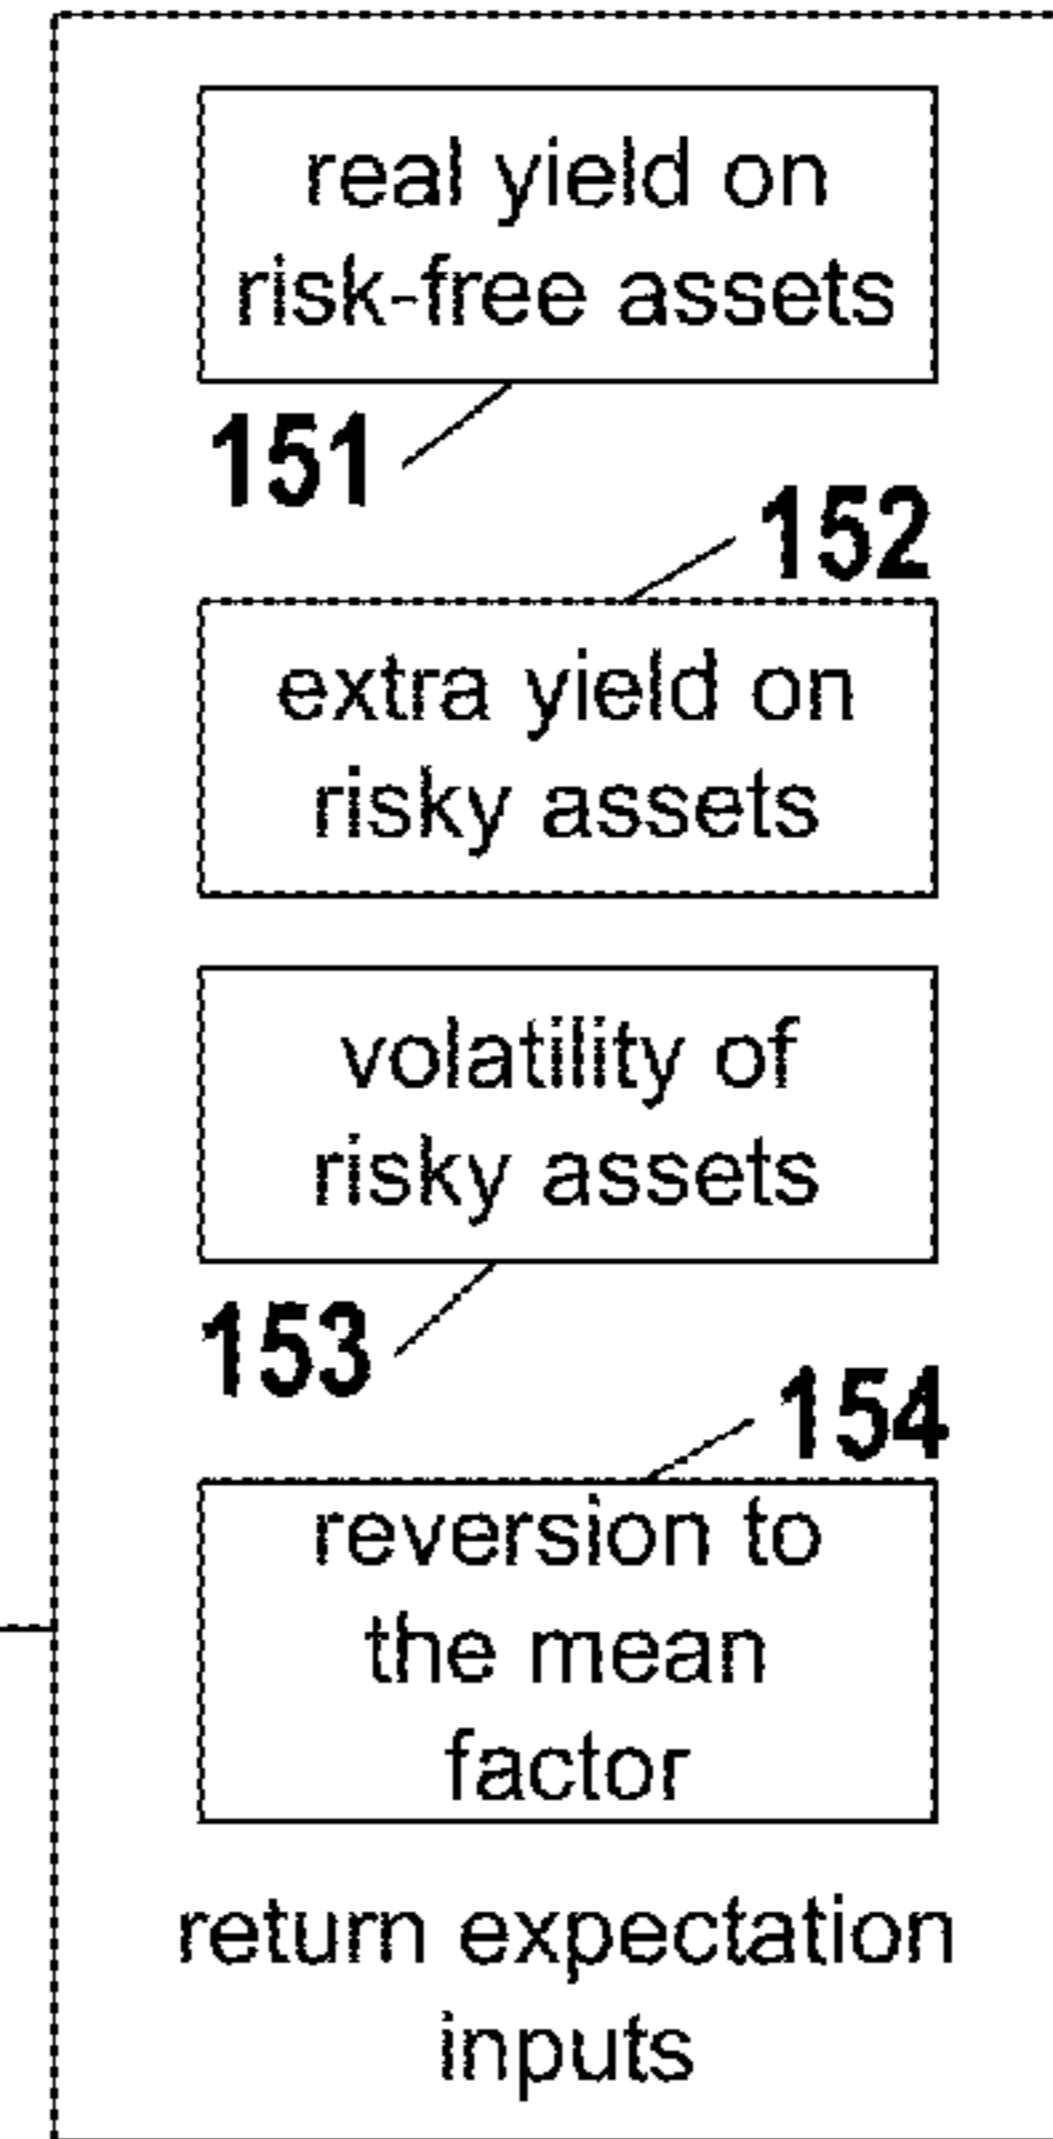 real yield on
risk-free assets
151
152
extra yield on
risky assets
volatility of
risky assets
153
154
reversion to
the mean
factor
return expectation
inputs